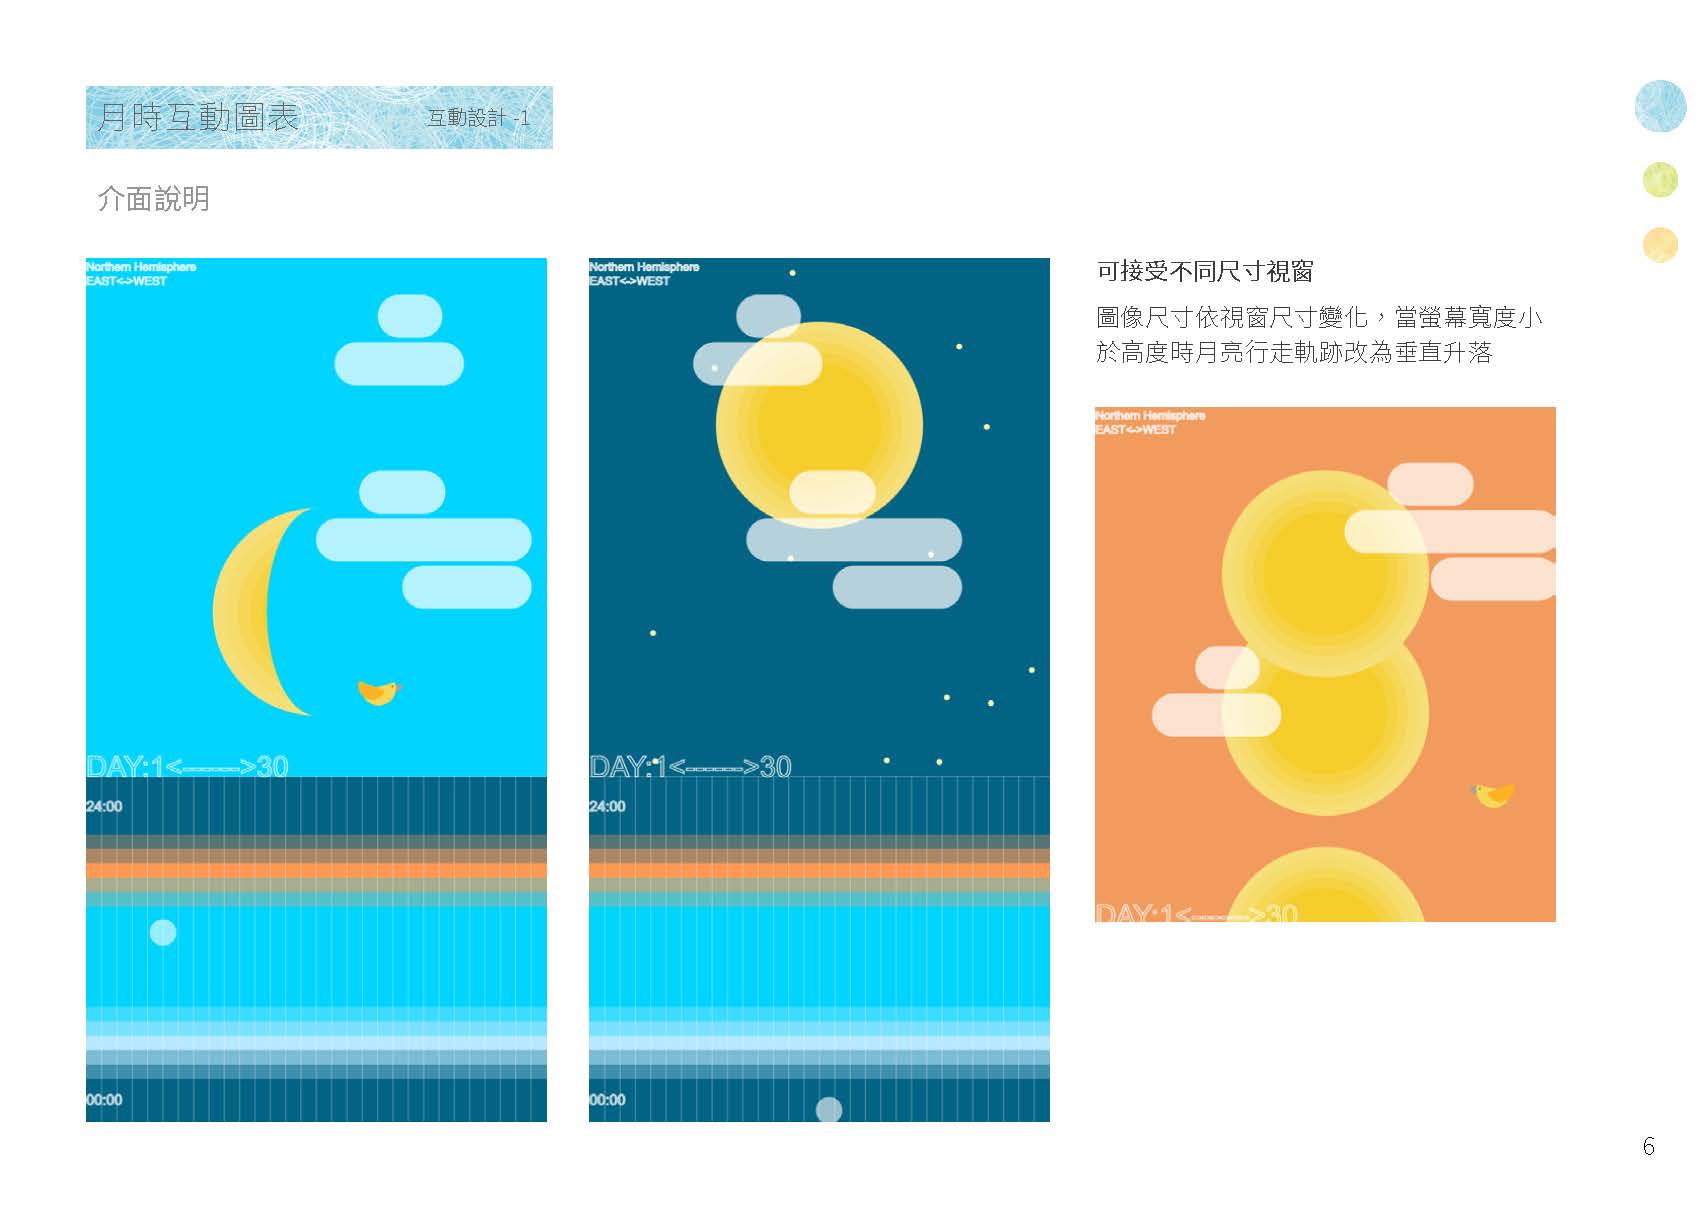 月時互動圖表
互動設計 -1
介面說明
Northern Hemisphere
EAST<->WEST
DAY:1<------>30
24:00
00:00
Northern Hemisphere
EAST<->WEST
DAY:1<------>30
24:00
00:00
可接受不同尺寸視窗
圖像尺寸依視窗尺寸變化，當螢幕寬度小
於高度時月亮行走軌跡改為垂直升落
Northern Hemisphere
EAST<->WEST
DAY:1<------>30
6